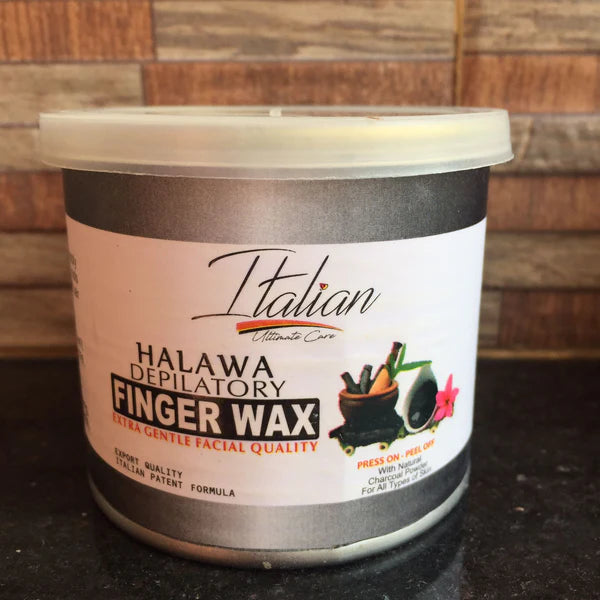 Italian
Ultimate Care
HALAWA
DEPILATORY
FINGER WAX
EXTRA GENTLE FACIAL QUALITY
EXPORT QUALITY
ITALIAN PATENT FORMULA
PRESS ON - PEEL OFF
With Natural
Charcoal Powder
For All Types of Skin